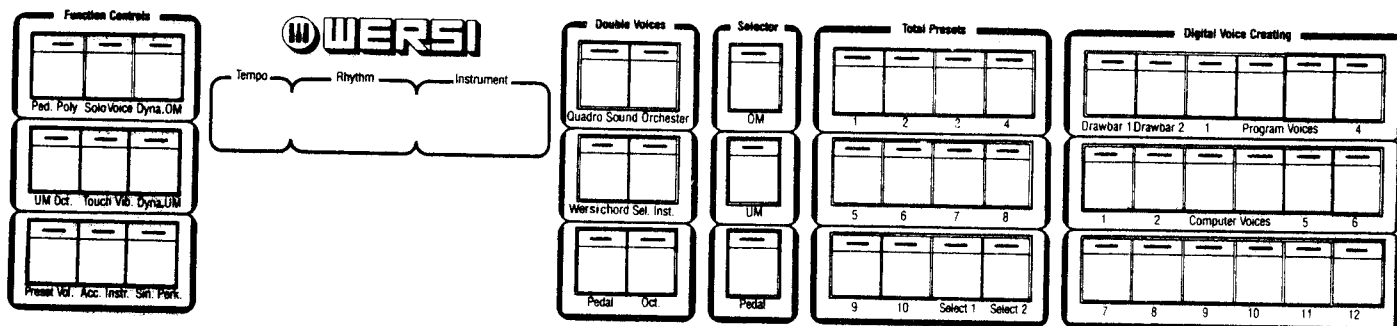 Function Controls
Ped. Poly Solo Voice Dyna.OM
UM Oct. Touch Vib. Dyna.UM
Preset Vol. Acc. Instr. Sin. Perk.
WERSI
Tempo Rhythm Instrument
Double Voices
Quadro Sound Orchester
Wersichord Sel. Inst.
Pedal Oct.
Selector
OM
UM
Pedal
Total Presets
1 2 3 4
5 6 7 8
9 10 Select 1 Select 2
Digital Voice Creating
Drawbar 1 Drawbar 2 1 Program Voices 4
1 2 Computer Voices 5 6
7 8 9 10 11 12